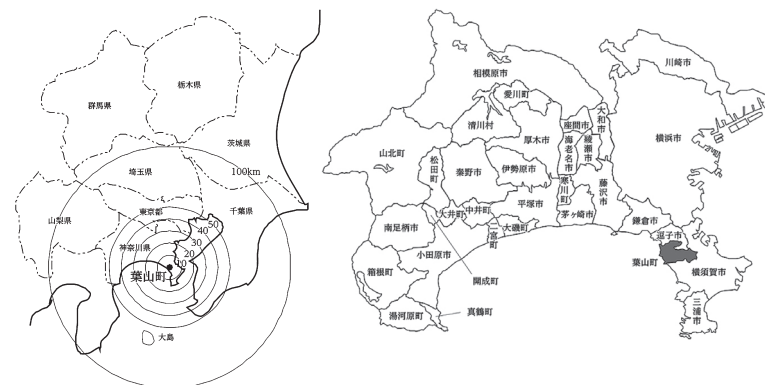 栃木県
群馬県
茨城県
100km
埼玉県
山梨県
東京都
千葉県
50
40
神奈川県
30
20
10
葉山町
大島
川崎市
相模原市
愛川町
大和市
清川村
座間市
横浜市
厚木市
海老名市
綾瀬市
山北町
松田町
秦野市
伊勢原市
寒川町
藤沢市
平塚市
大井町
中井町
茅ヶ崎市
鎌倉市
南足柄市
二宮町
大磯町
逗子市
小田原市
葉山町
箱根町
横須賀市
開成町
三浦市
湯河原町
真鶴町